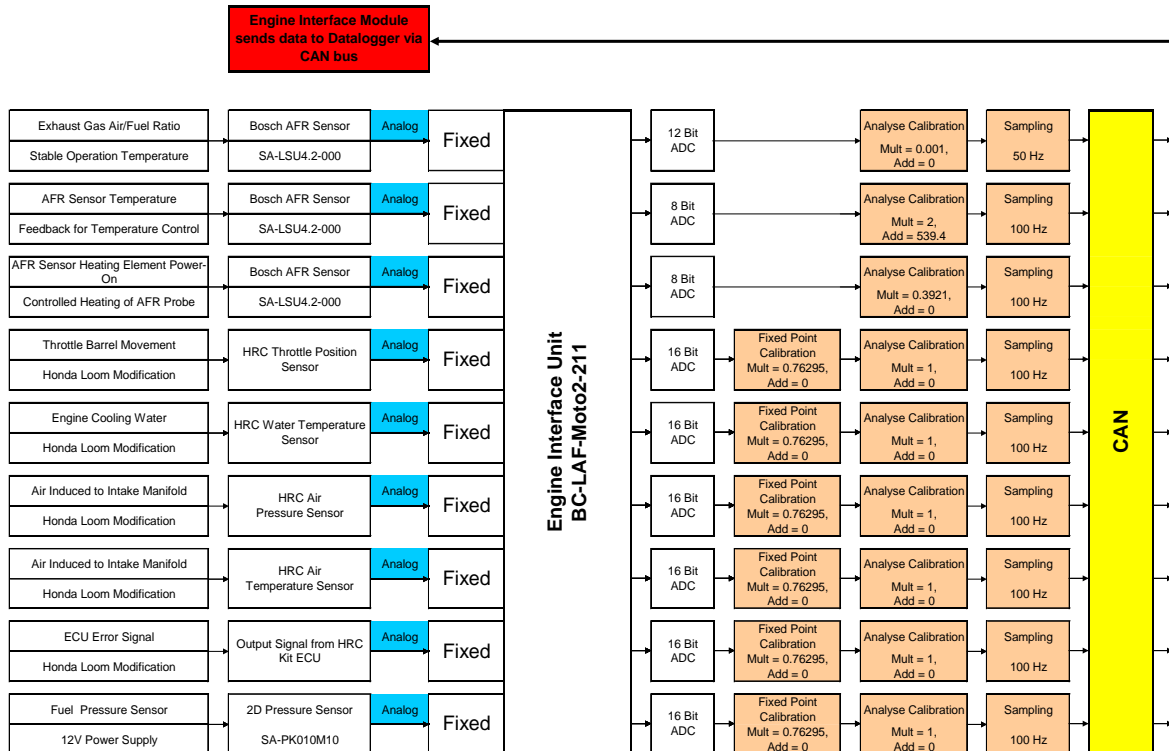 Engine Interface Module
sends data to Datalogger via
CAN bus
Exhaust Gas Air/Fuel Ratio
Stable Operation Temperature
Bosch AFR Sensor
SA-LSU4.2-000
Analog
Fixed
12 Bit
ADC
Analyse Calibration
Mult = 0.001,
Add = 0
Sampling
50 Hz
AFR Sensor Temperature
Feedback for Temperature Control
Bosch AFR Sensor
SA-LSU4.2-000
Analog
Fixed
8 Bit
ADC
Analyse Calibration
Mult = 2,
Add = 539.4
Sampling
100 Hz
AFR Sensor Heating Element Power-
On
Controlled Heating of AFR Probe
Bosch AFR Sensor
SA-LSU4.2-000
Analog
Fixed
8 Bit
ADC
Analyse Calibration
Mult = 0.3921,
Add = 0
Sampling
100 Hz
Throttle Barrel Movement
Honda Loom Modification
HRC Throttle Position
Sensor
Analog
Fixed
16 Bit
ADC
Fixed Point
Calibration
Mult = 0.76295,
Add = 0
Analyse Calibration
Mult = 1,
Add = 0
Sampling
100 Hz
Engine Interface Unit
BC-LAF-Moto2-211
CAN
Engine Cooling Water
Honda Loom Modification
HRC Water Temperature
Sensor
Analog
Fixed
16 Bit
ADC
Fixed Point
Calibration
Mult = 0.76295,
Add = 0
Analyse Calibration
Mult = 1,
Add = 0
Sampling
100 Hz
Air Induced to Intake Manifold
Honda Loom Modification
HRC Air
Pressure Sensor
Analog
Fixed
16 Bit
ADC
Fixed Point
Calibration
Mult = 0.76295,
Add = 0
Analyse Calibration
Mult = 1,
Add = 0
Sampling
100 Hz
Air Induced to Intake Manifold
Honda Loom Modification
HRC Air
Temperature Sensor
Analog
Fixed
16 Bit
ADC
Fixed Point
Calibration
Mult = 0.76295,
Add = 0
Analyse Calibration
Mult = 1,
Add = 0
Sampling
100 Hz
ECU Error Signal
Honda Loom Modification
Output Signal from HRC
Kit ECU
Analog
Fixed
16 Bit
ADC
Fixed Point
Calibration
Mult = 0.76295,
Add = 0
Analyse Calibration
Mult = 1,
Add = 0
Sampling
100 Hz
Fuel Pressure Sensor
12V Power Supply
2D Pressure Sensor
SA-PK010M10
Analog
Fixed
16 Bit
ADC
Fixed Point
Calibration
Mult = 0.76295,
Add = 0
Analyse Calibration
Mult = 1,
Add = 0
Sampling
100 Hz